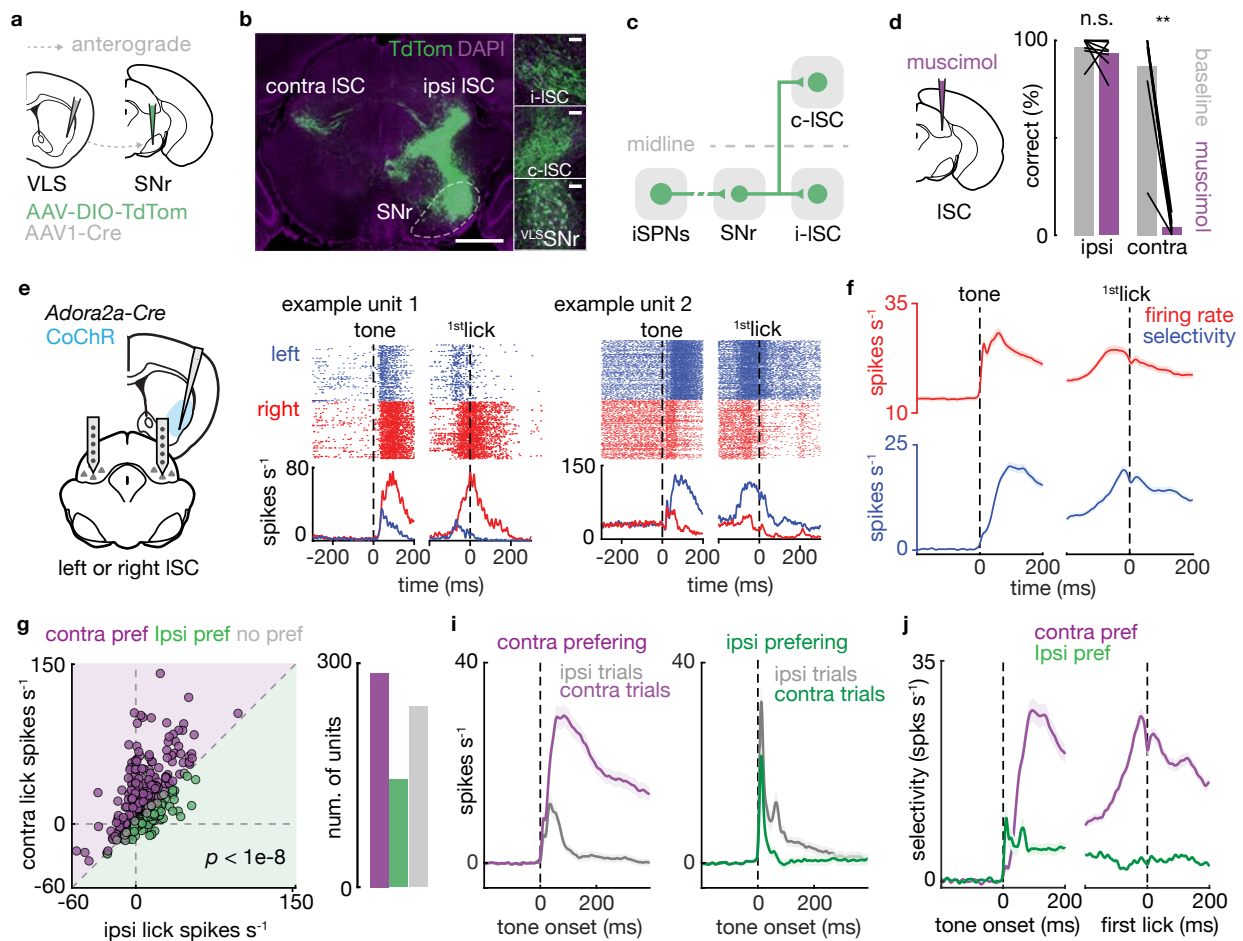 a
anterograde
VLS SNr
AAV-DIO-TdTom
AAV1-Cre
b
TdTom DAPI
contra lSC ipsi lSC
SNr
i-lSC
c-lSC
VLSSNr
c
c-lSC
midline
iSPNs SNr i-lSC
d
muscimol
lSC
n.s. **
100
correct (%)
0
ipsi contra
baseline
muscimol
e
Adora2a-Cre
CoChR
left or right lSC
example unit 1
tone 1stlick
left
right
80
spikes s-1
0
-200 0 200 0 200
time (ms)
example unit 2
tone 1stlick
150
0
-200 0 200 0 200
time (ms)
f
tone 1stlick
firing rate
selectivity
35
spikes s-1
10
25
spikes s-1
0
0 200 0 200
time (ms)
g
contra pref Ipsi pref no pref
150
contra lick spikes s-1
0
-60
p < 1e-8
-60 0 150
ipsi lick spikes s-1
300
num. of units
0
i
contra prefering
40
ipsi trials
contra trials
spikes s-1
0
0 200
tone onset (ms)
ipsi prefering
40
ipsi trials
contra trials
0
0 200
tone onset (ms)
j
contra pref
Ipsi pref
35
selectivity (spks s-1)
0
0 200 0 200
tone onset (ms) first lick (ms)